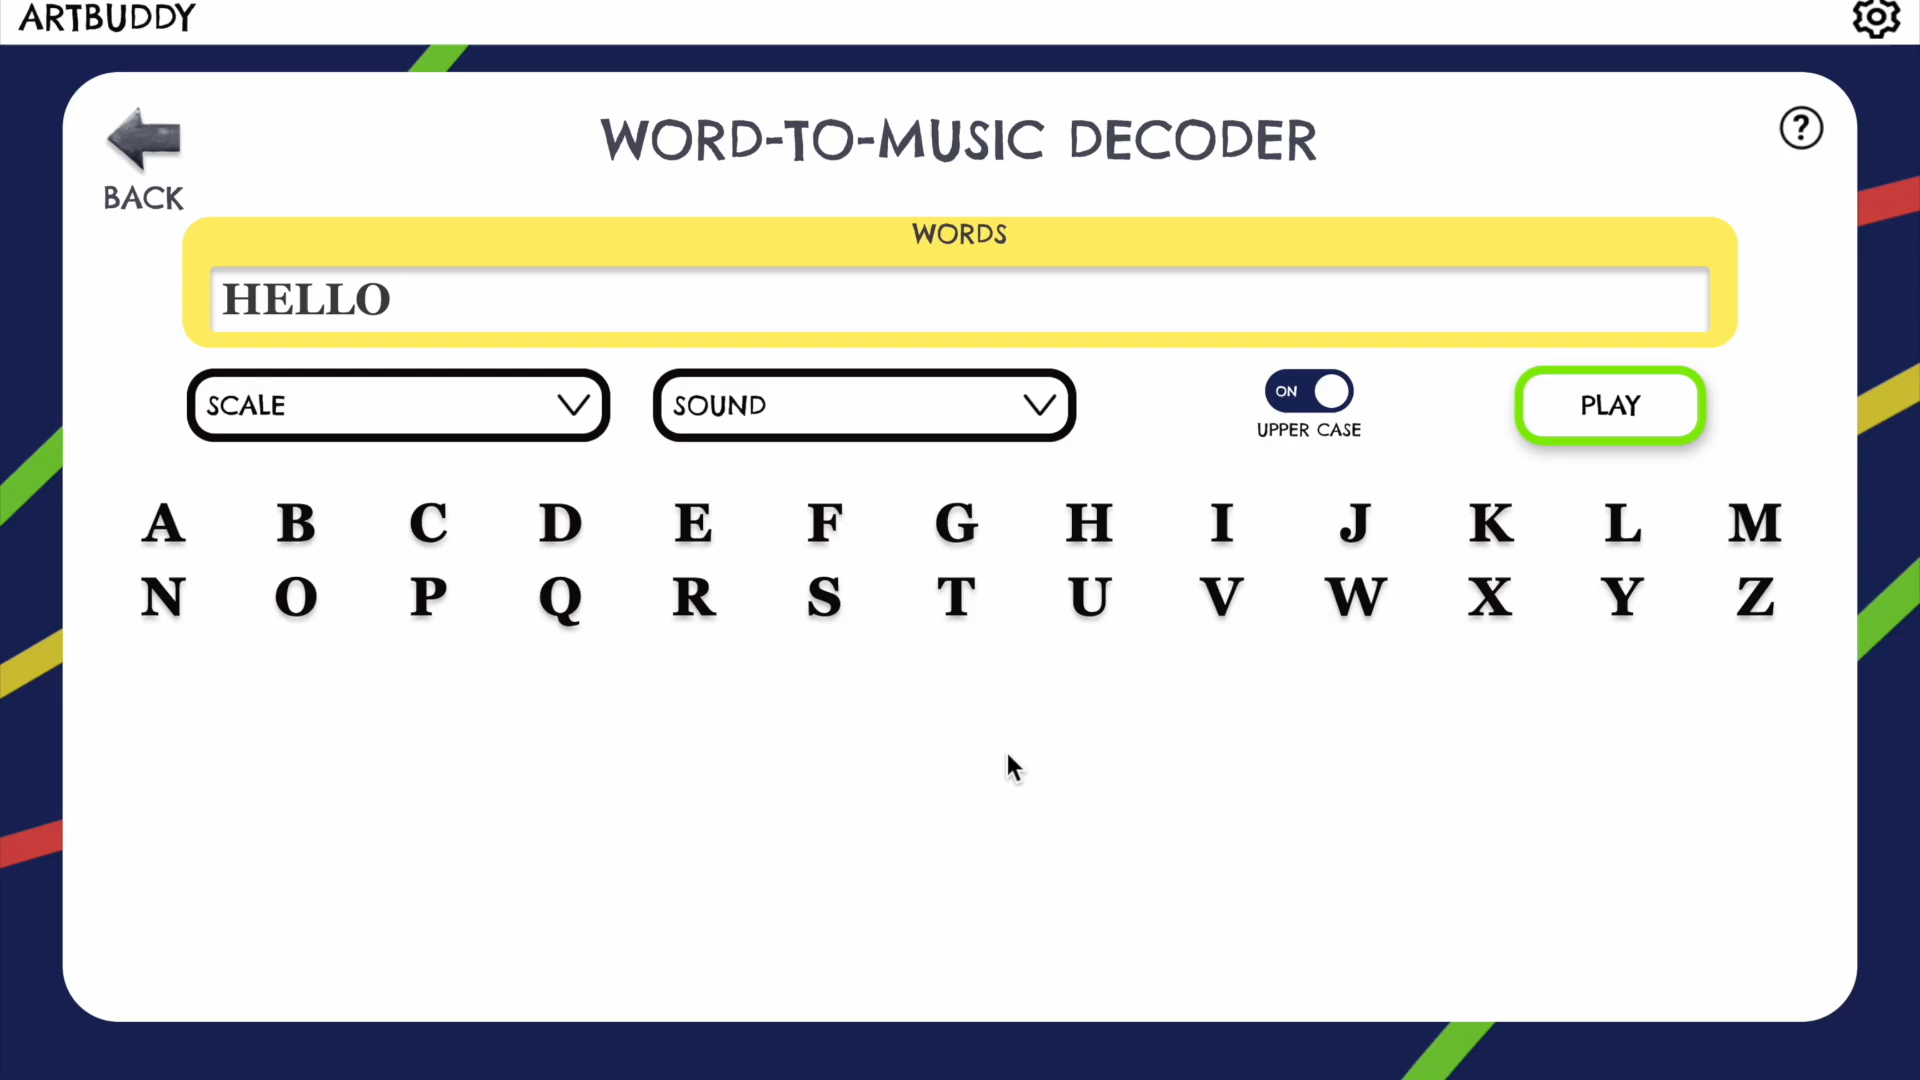 ARTBUDDY
WORD-TO-MUSIC DECODER
?
BACK
WORDS
HELLO
SCALE
SOUND
ON
UPPER CASE
PLAY
A B C D E F G H I J K L M
N O P Q R S T U V W X Y Z